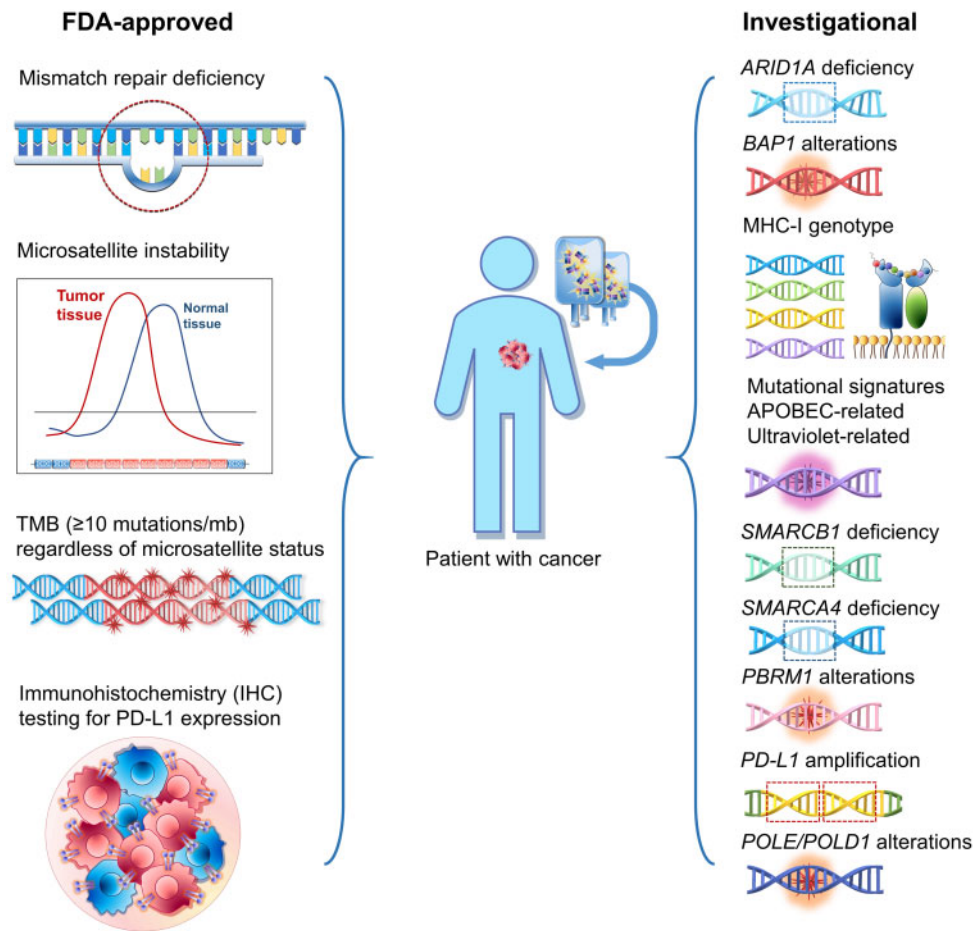 FDA-approved
Mismatch repair deficiency
Microsatellite instability
Tumor
tissue
Normal
tissue
TMB (≥10 mutations/mb)
regardless of microsatellite status
Immunohistochemistry (IHC)
testing for PD-L1 expression
Patient with cancer
Investigational
ARID1A deficiency
BAP1 alterations
MHC-I genotype
Mutational signatures
APOBEC-related
Ultraviolet-related
SMARCB1 deficiency
SMARCA4 deficiency
PBRM1 alterations
PD-L1 amplification
POLE/POLD1 alterations